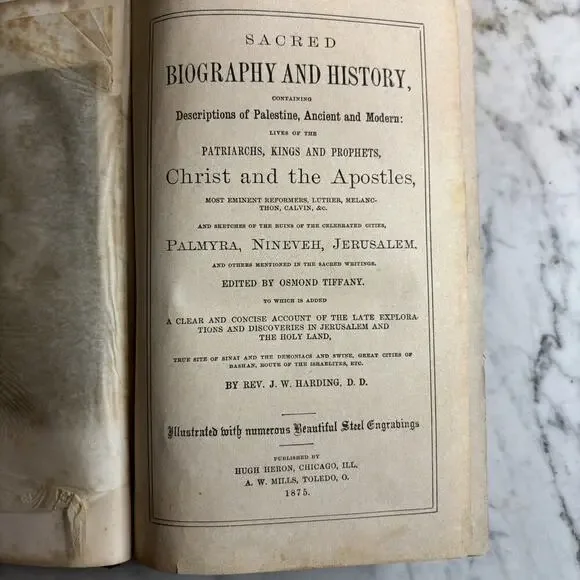 SACRED
BIOGRAPHY AND HISTORY,
CONTAINING
Descriptions of Palestine, Ancient and Modern:
LIVES OF THE
PATRIARCHS, KINGS AND PROPHETS,
Christ and the Apostles,
MOST EMINENT REFORMERS, LUTHER, MELANC-
THON, CALVIN, &c.
AND SKETCHES OF THE RUINS OF THE CELEBRATED CITIES,
PALMYRA, NINEVEH, JERUSALEM,
AND OTHERS MENTIONED IN THE SACRED WRITINGS.
EDITED BY OSMOND TIFFANY.
TO WHICH IS ADDED
A CLEAR AND CONCISE ACCOUNT OF THE LATE EXPLORA-
TIONS AND DISCOVERIES IN JERUSALEM AND
THE HOLY LAND,
TRUE SITE OF SINAI AND THE DEMONIACS AND SWINE, GREAT CITIES OF
BASHAN, ROUTE OF THE ISRAELITES, ETC.
BY REV. J. W. HARDING, D. D.
Illustrated with numerous Beautiful Steel Engravings
PUBLISHED BY
HUGH HERON, CHICAGO, ILL.
A. W. MILLS, TOLEDO, O.
1875.